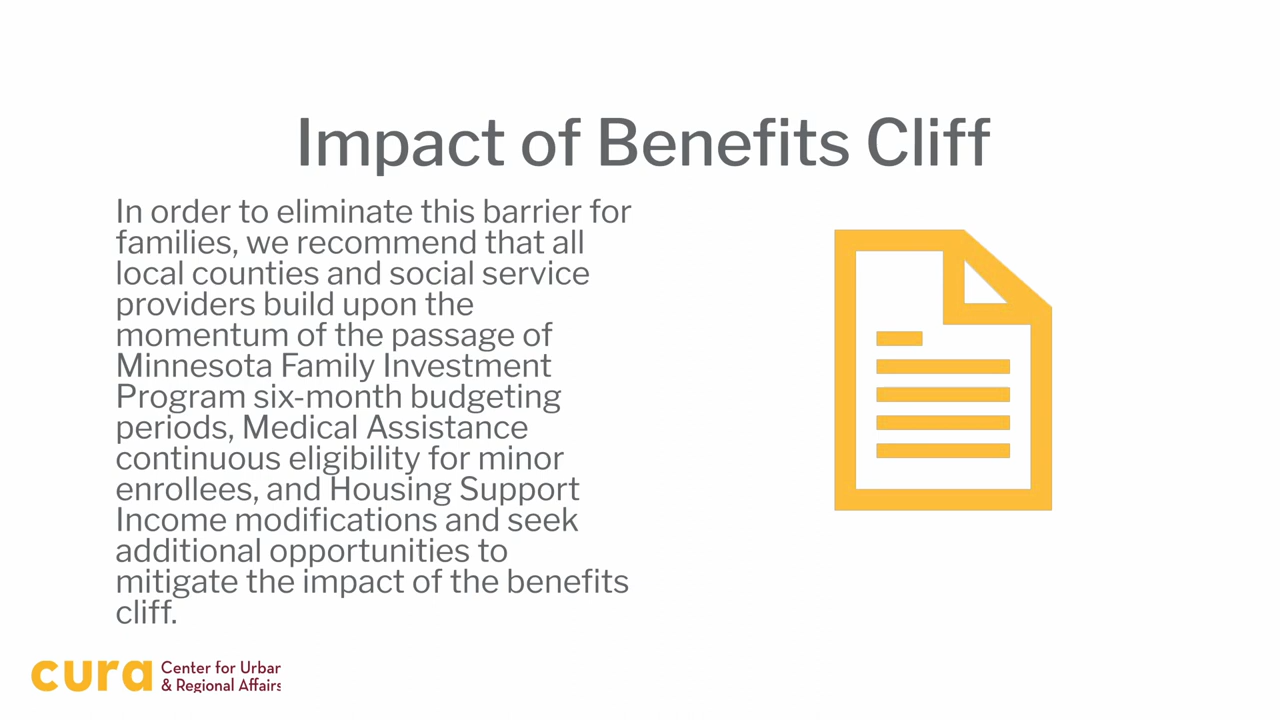 Impact of Benefits Cliff
In order to eliminate this barrier for
families, we recommend that all
local counties and social service
providers build upon the
momentum of the passage of
Minnesota Family Investment
Program six-month budgeting
periods, Medical Assistance
continuous eligibility for minor
enrollees, and Housing Support
Income modifications and seek
additional opportunities to
mitigate the impact of the benefits
cliff.
cura Center for Urban
& Regional Affairs